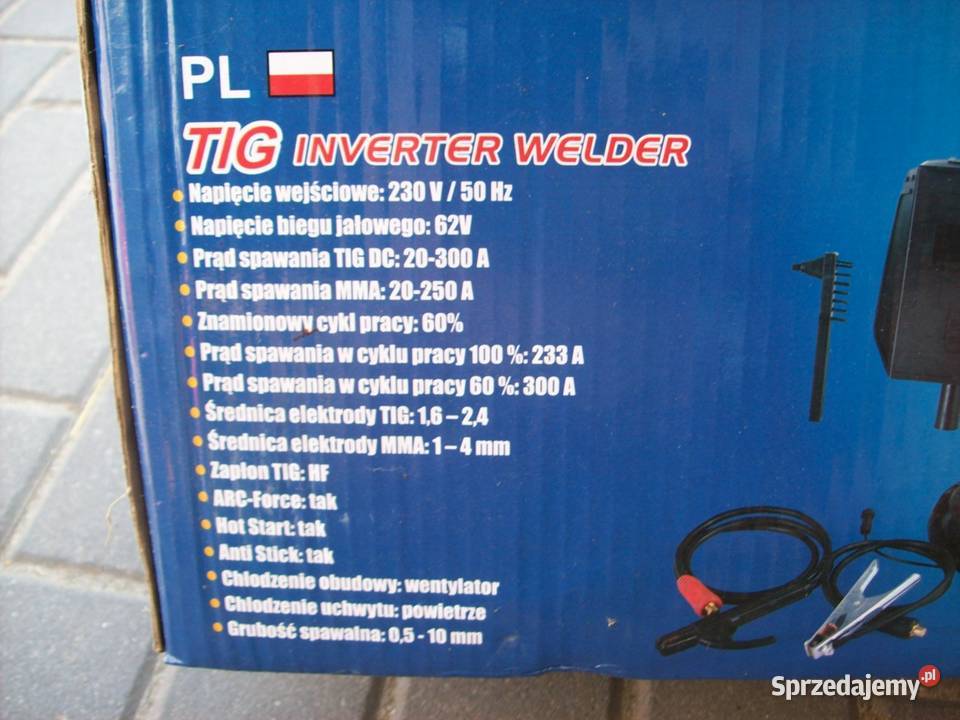 PL
TIG INVERTER WELDER
Napięcie wejściowe: 230 V / 50 Hz
Napięcie biegu jałowego: 62V
Prąd spawania TIG DC: 20-300 A
Prąd spawania MMA: 20-250 A
Znamionowy cykl pracy: 60%
Prąd spawania w cyklu pracy 100 %: 233 A
Prąd spawania w cyklu pracy 60 %: 300 A
Średnica elektrody TIG: 1,6 – 2,4
Średnica elektrody MMA: 1 – 4 mm
Zapłon TIG: HF
ARC-Force: tak
Hot Start: tak
Anti Stick: tak
Chłodzenie obudowy: wentylator
Chłodzenie uchwytu: powietrze
Grubość spawalna: 0,5 - 10 mm
Sprzedajemy.pl